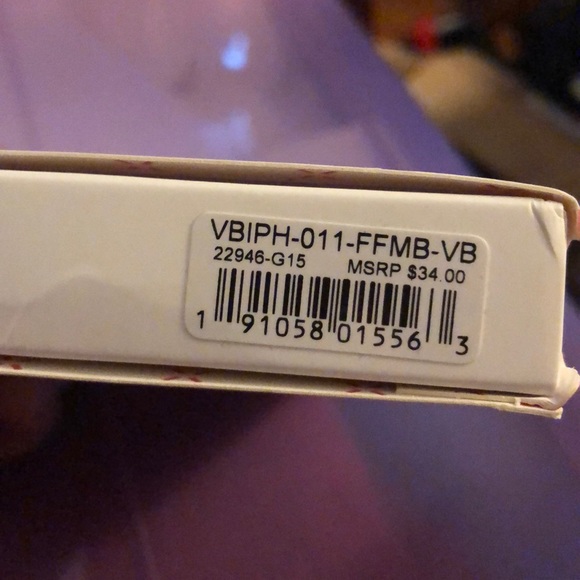 VBIPH-011-FFMB-VB
22946-G15 MSRP $34.00
1 91058 01556 3